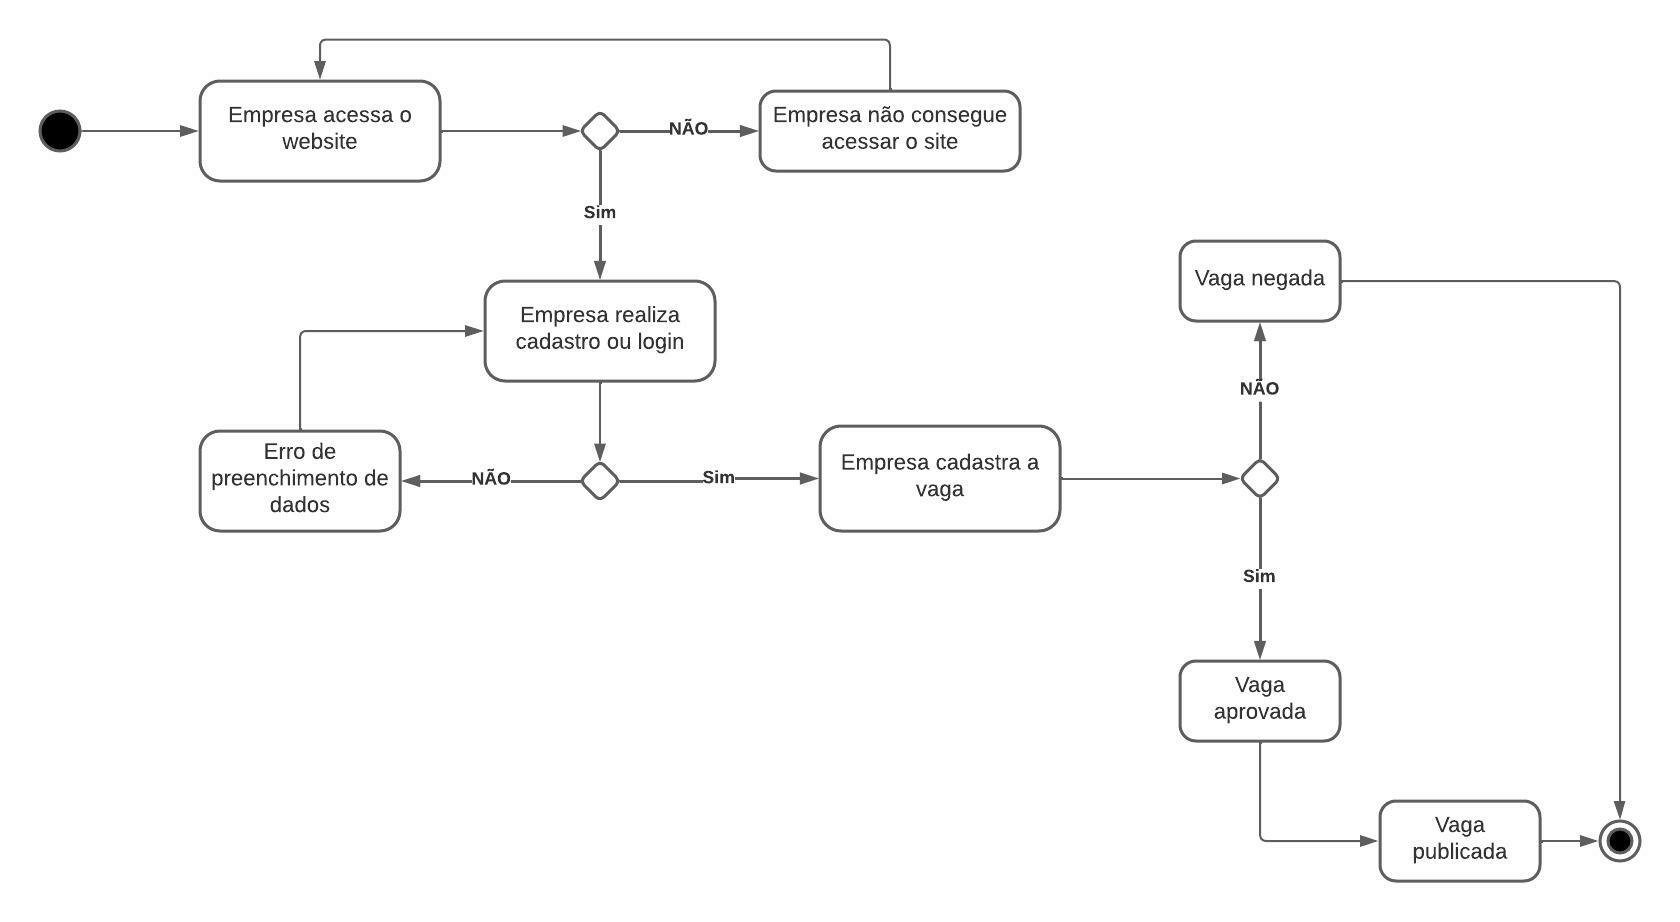 Empresa acessa o
website
NÃO
Empresa não consegue
acessar o site
Sim
Empresa realiza
cadastro ou login
Vaga negada
NÃO
Erro de
preenchimento de
dados
NÃO
Sim
Empresa cadastra a
vaga
Sim
Vaga
aprovada
Vaga
publicada